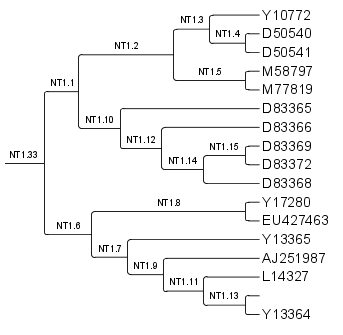 Y10772
NT1.3
D50540
NT1.4
NT1.2
D50541
M58797
NT1.5
NT1.1
M77819
D83365
NT1.10
D83366
NT1.12
NT1.15
D83369
NT1.14
D83372
NT1.33
D83368
NT1.8
Y17280
EU427463
NT1.6
Y13365
NT1.7
AJ251987
NT1.9
L14327
NT1.11
NT1.13
Y13364